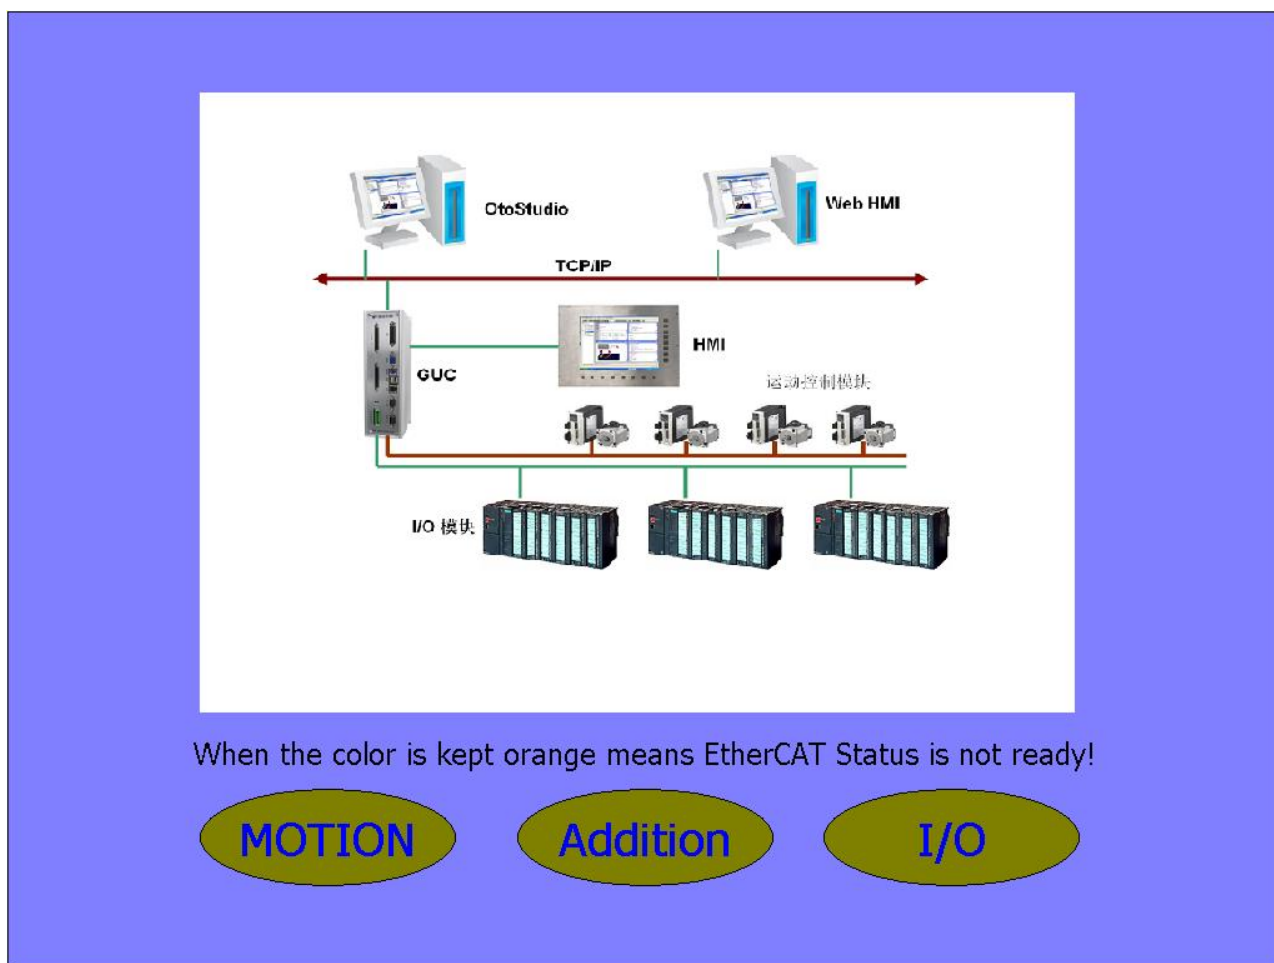 OtoStudio
Web HMI
TCP/IP
HMI
GUC
运动控制模块
I/O 模块
When the color is kept orange means EtherCAT Status is not ready!
MOTION
Addition
I/O